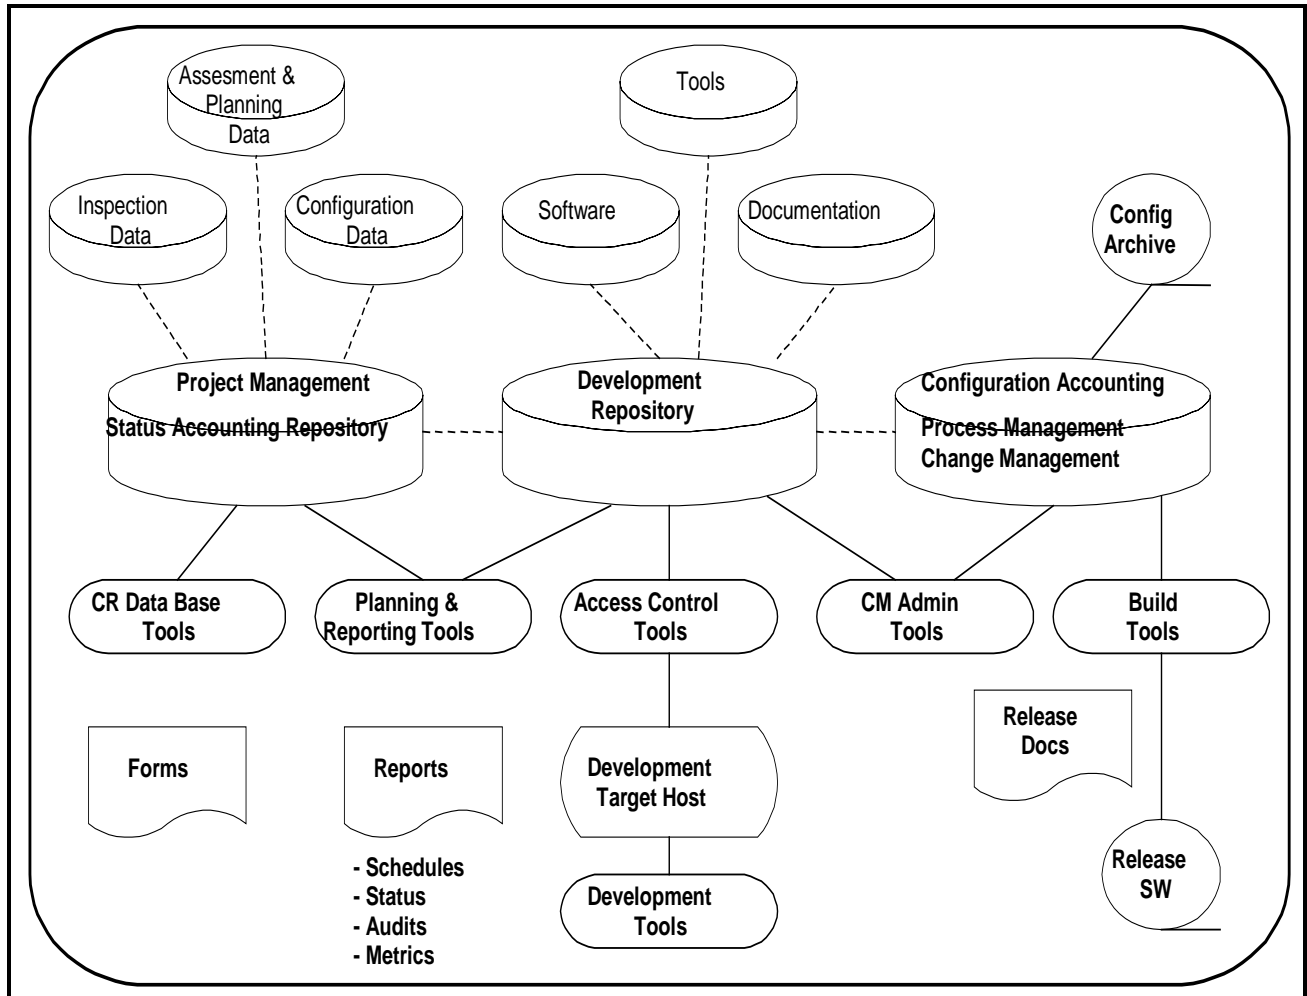 Assesment &
Planning
Data
Tools
Inspection
Data
Configuration
Data
Software
Documentation
Config
Archive
Project Management
Status Accounting Repository
Development
Repository
Configuration Accounting
Process Management
Change Management
CR Data Base
Tools
Planning &
Reporting Tools
Access Control
Tools
CM Admin
Tools
Build
Tools
Forms
Reports
Development
Target Host
Release
Docs
- Schedules
- Status
- Audits
- Metrics
Development
Tools
Release
SW